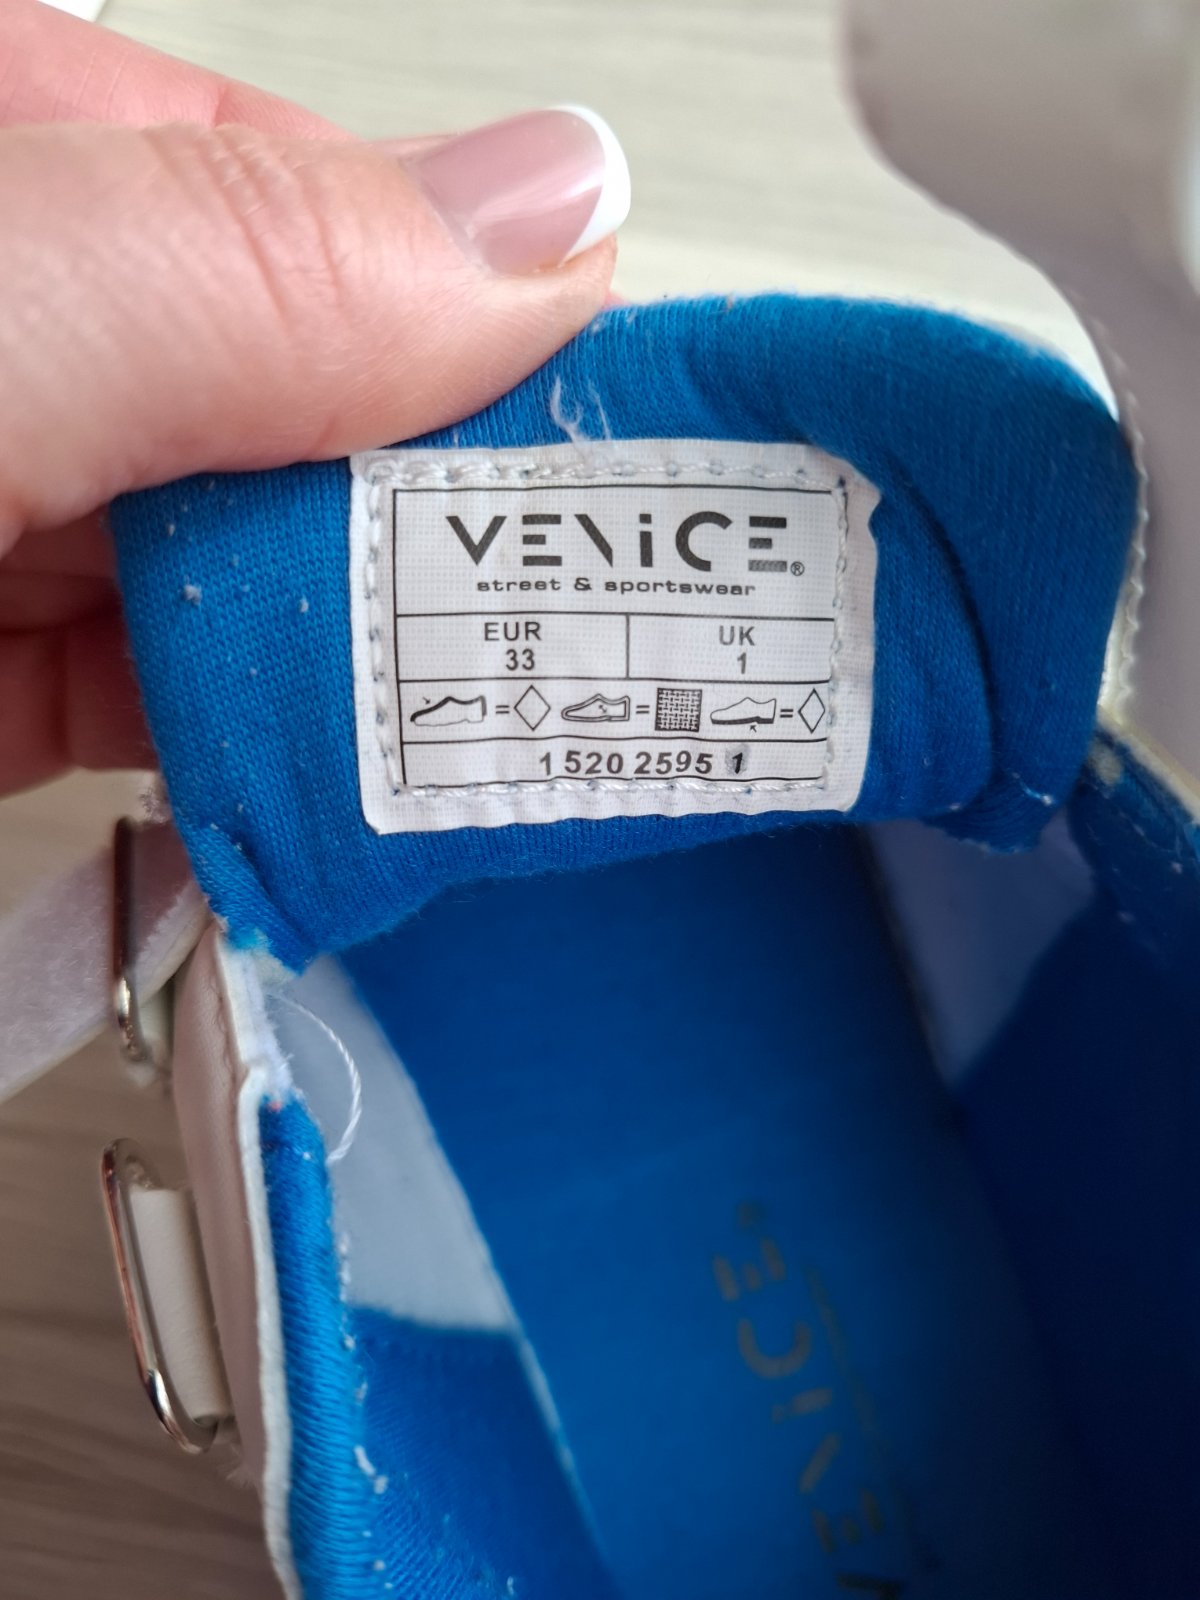 VENiCE®
street & sportswear
EUR UK
33 1
= = =
1 520 2595 1
VENiCE®